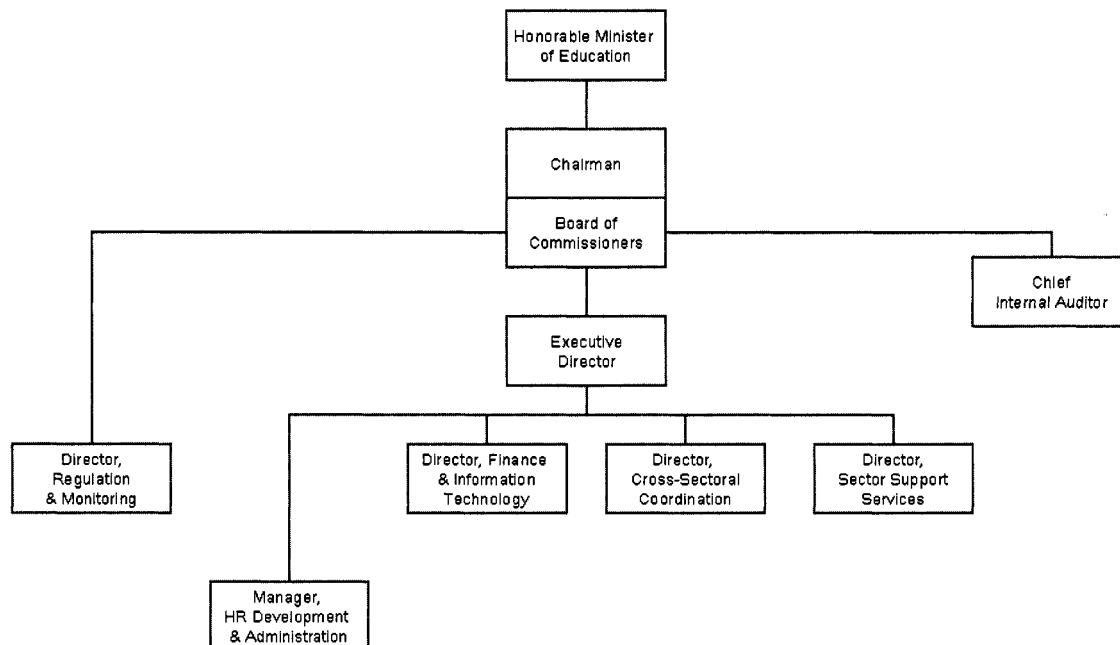 Honorable Minister
of Education
Chairman
Board of
Commissioners
Chief
Internal Auditor
Executive
Director
Director,
Regulation
& Monitoring
Director, Finance
& Information
Technology
Director,
Cross-Sectoral
Coordination
Director,
Sector Support
Services
Manager,
HR Development
& Administration